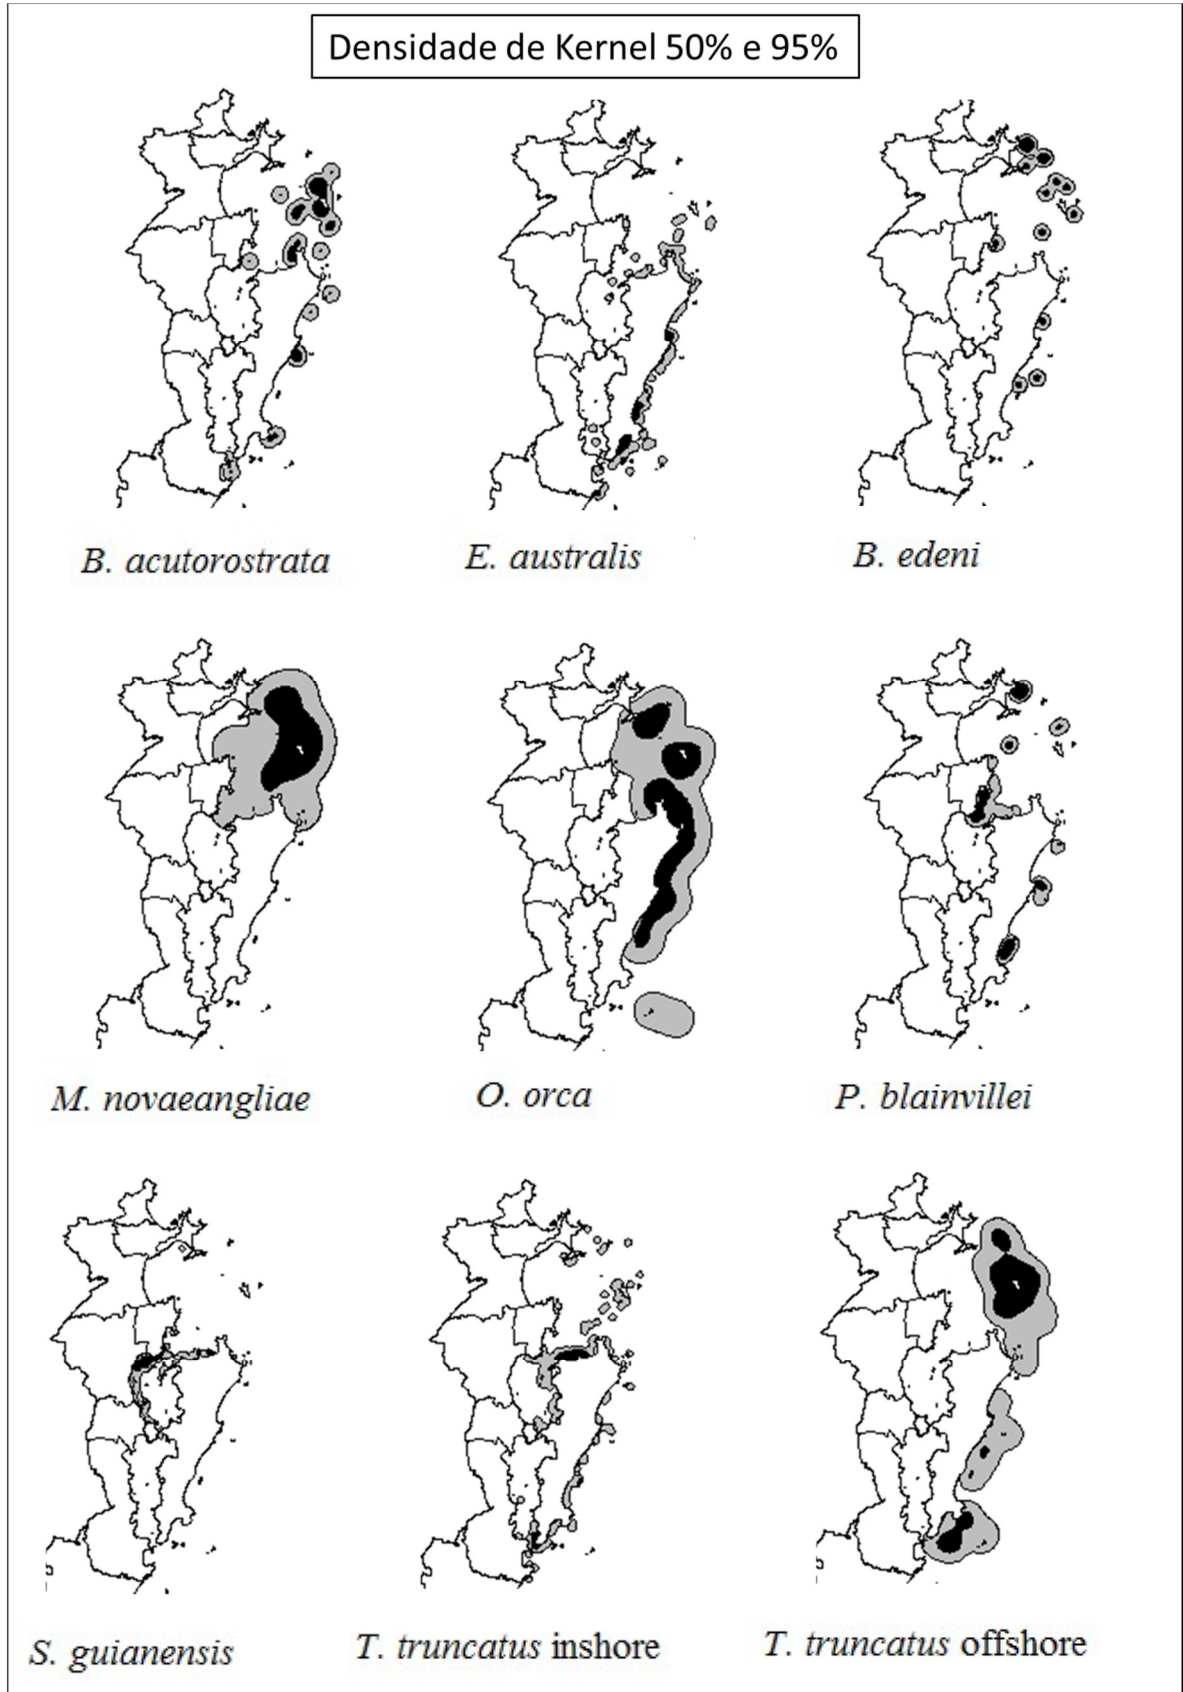 Densidade de Kernel 50% e 95%
B. acutorostrata
E. australis
B. edeni
M. novaeangliae
O. orca
P. blainvillei
S. guianensis
T. truncatus inshore
T. truncatus offshore